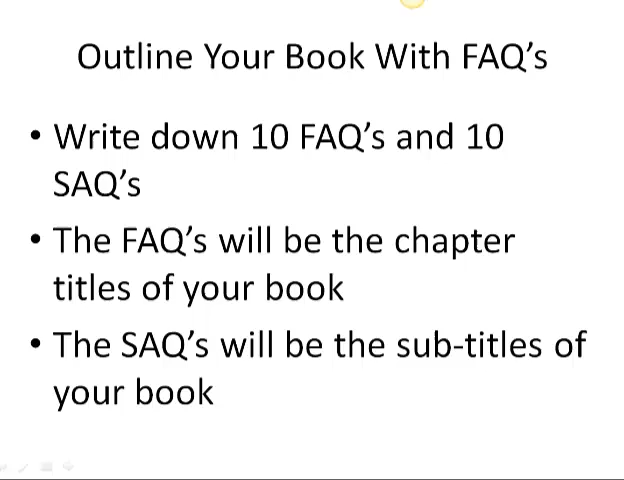 Outline Your Book With FAQ's
• Write down 10 FAQ's and 10
SAQ's
• The FAQ's will be the chapter
titles of your book
• The SAQ's will be the sub-titles of
your book